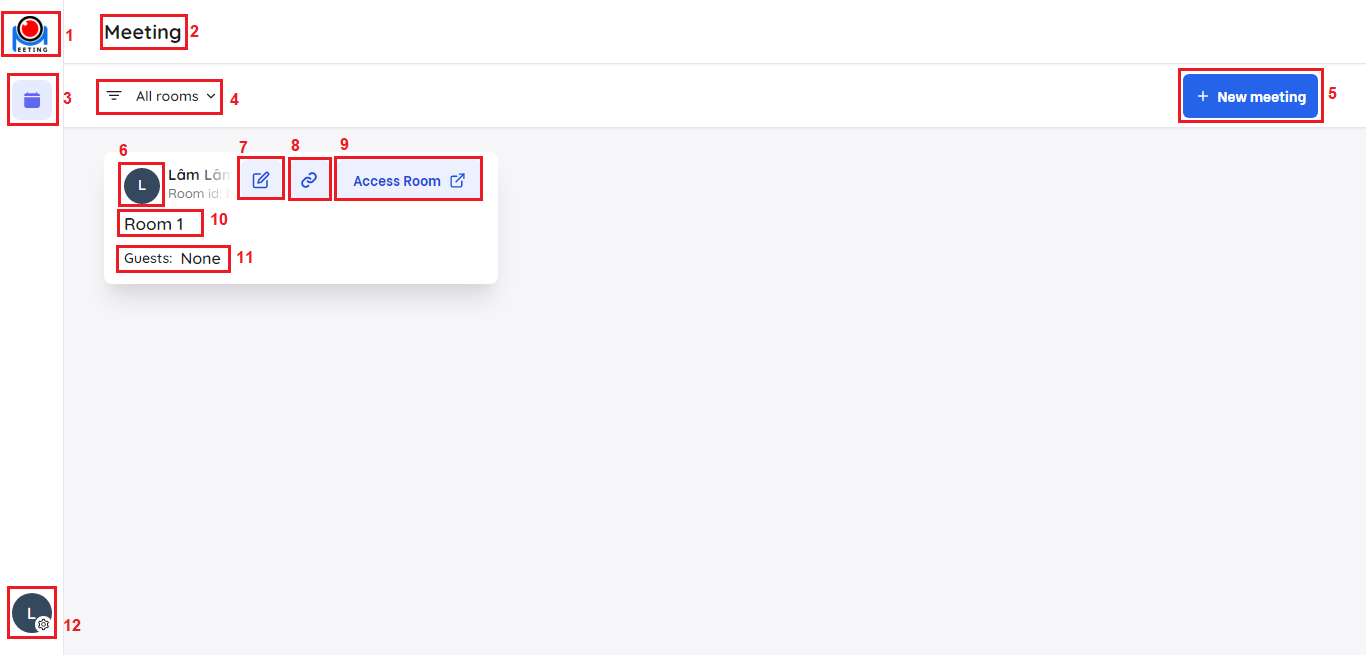 EETING
1
Meeting
2
3
All rooms
4
+ New meeting
5
6
7
8
9
L
Lâm Lâm
Room id:
Access Room
Room 1
10
Guests: None
11
L
12